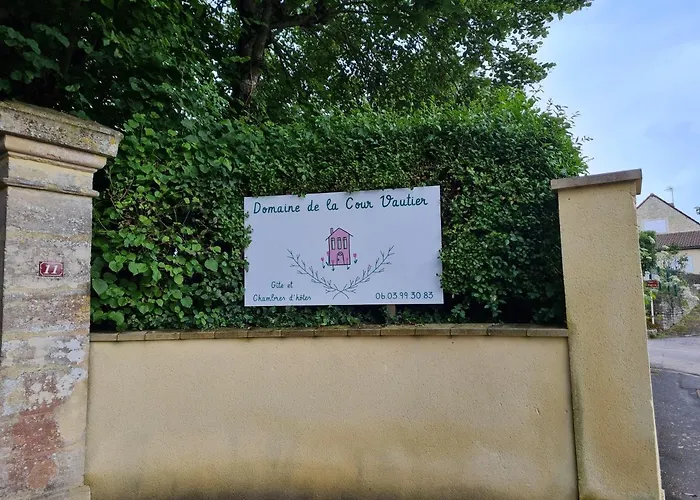 Domaine de la Cour Vautier
Gîte et
Chambres d'hôtes
06.03.99.30.83
11